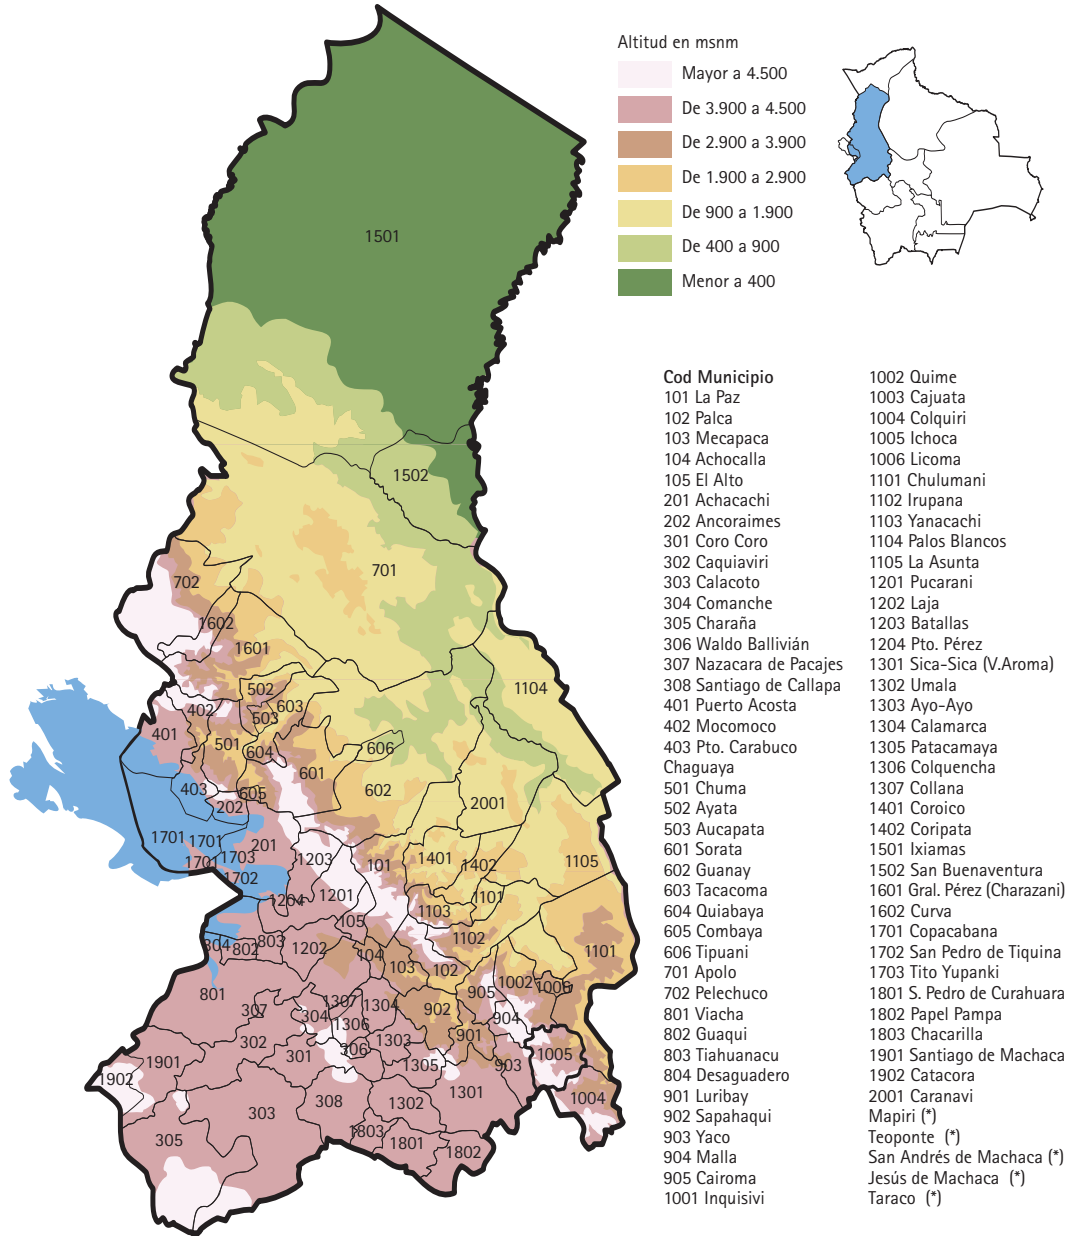 Altitud en msnm
Mayor a 4.500
De 3.900 a 4.500
De 2.900 a 3.900
De 1.900 a 2.900
De 900 a 1.900
De 400 a 900
Menor a 400
Cod Municipio
101 La Paz
102 Palca
103 Mecapaca
104 Achocalla
105 El Alto
201 Achacachi
202 Ancoraimes
301 Coro Coro
302 Caquiaviri
303 Calacoto
304 Comanche
305 Charaña
306 Waldo Ballivián
307 Nazacara de Pacajes
308 Santiago de Callapa
401 Puerto Acosta
402 Mocomoco
403 Pto. Carabuco
Chaguaya
501 Chuma
502 Ayata
503 Aucapata
601 Sorata
602 Guanay
603 Tacacoma
604 Quiabaya
605 Combaya
606 Tipuani
701 Apolo
702 Pelechuco
801 Viacha
802 Guaqui
803 Tiahuanacu
804 Desaguadero
901 Luribay
902 Sapahaqui
903 Yaco
904 Malla
905 Cairoma
1001 Inquisivi
1002 Quime
1003 Cajuata
1004 Colquiri
1005 Ichoca
1006 Licoma
1101 Chulumani
1102 Irupana
1103 Yanacachi
1104 Palos Blancos
1105 La Asunta
1201 Pucarani
1202 Laja
1203 Batallas
1204 Pto. Pérez
1301 Sica-Sica (V.Aroma)
1302 Umala
1303 Ayo-Ayo
1304 Calamarca
1305 Patacamaya
1306 Colquencha
1307 Collana
1401 Coroico
1402 Coripata
1501 Ixiamas
1502 San Buenaventura
1601 Gral. Pérez (Charazani)
1602 Curva
1701 Copacabana
1702 San Pedro de Tiquina
1703 Tito Yupanki
1801 S. Pedro de Curahuara
1802 Papel Pampa
1803 Chacarilla
1901 Santiago de Machaca
1902 Catacora
2001 Caranavi
Mapiri (*)
Teoponte (*)
San Andrés de Machaca (*)
Jesús de Machaca (*)
Taraco (*)
1501
1502
701
702
1602
1601
1104
502
603
402
503
401
501
604
606
601
403
605
602
202
2001
1701
1701
201
1701
1703
1203
101
1401
1402
1105
1702
1204
1201
1101
1103
105
804
802
803
1202
104
1102
1101
103
102
1002
1006
801
905
307
1307
304
1304
902
904
1306
302
301
306
1303
901
1005
1901
1305
903
1902
1301
1004
303
308
1302
305
1803
1801
1802